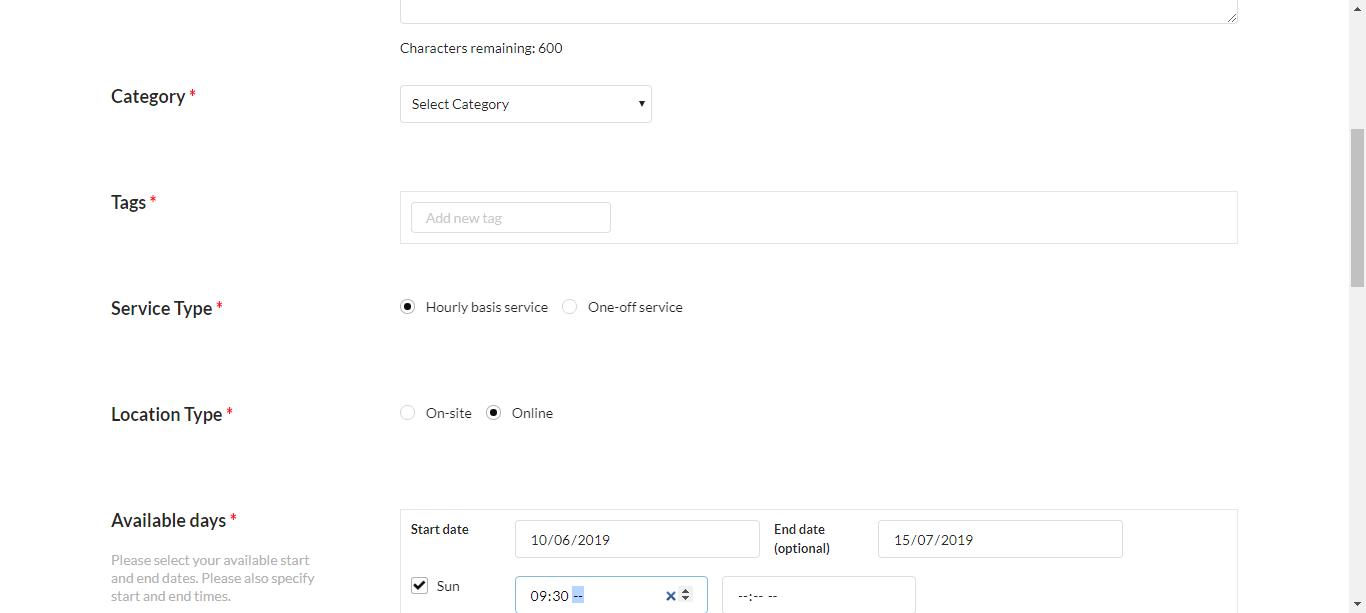 Characters remaining: 600
Category *
Select Category
Tags *
Add new tag
Service Type *
Hourly basis service
One-off service
Location Type *
On-site
Online
Available days *
Please select your available start
and end dates. Please also specify
start and end times.
Start date
10/06/2019
End date
(optional)
15/07/2019
Sun
09:30 --
--:-- --